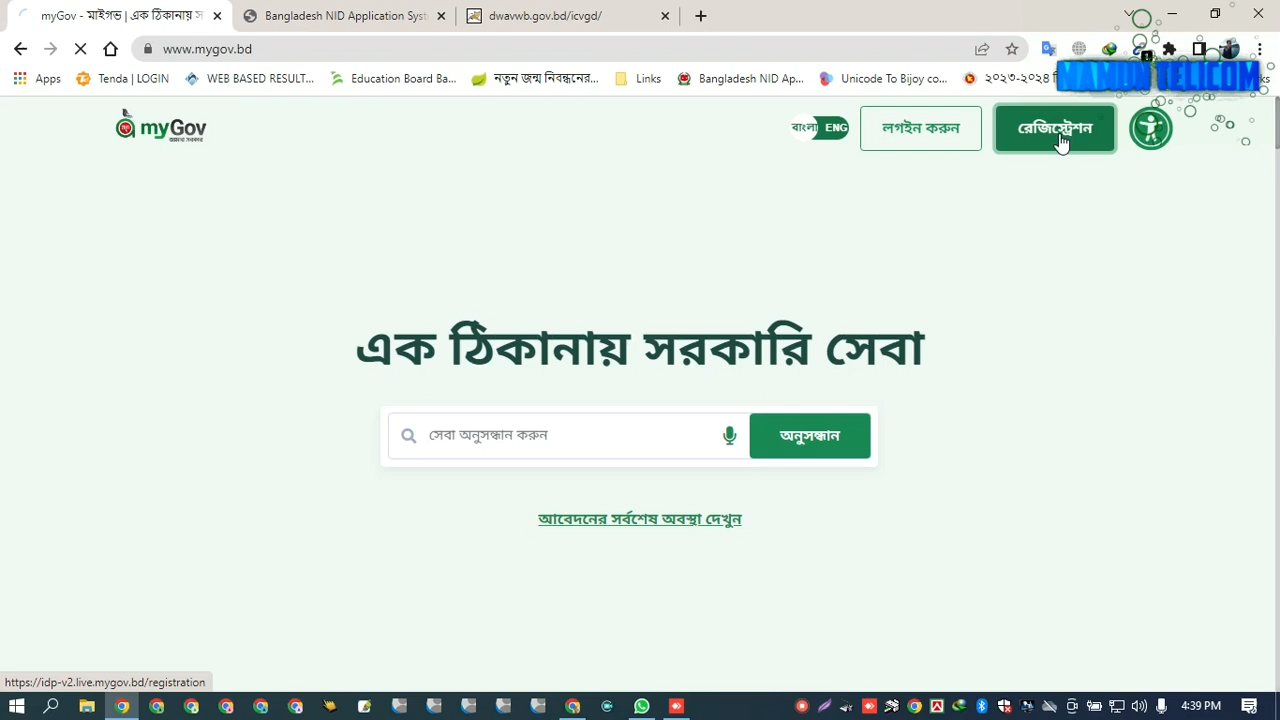 myGov - মাইগভ | এক ঠিকানায় স
Bangladesh NID Application Syste
dwavwb.gov.bd/icvgd/
www.mygov.bd
Apps
Tenda | LOGIN
WEB BASED RESULT...
Education Board Ba...
নতুন জন্ম নিবন্ধনের...
Links
Bangladesh NID Ap...
Unicode To Bijoy co...
২০২৩-২০২৪
MAMUN TELICOM
myGov
বাংলা ENG
লগইন করুন
রেজিস্ট্রেশন
এক ঠিকানায় সরকারি সেবা
সেবা অনুসন্ধান করুন
অনুসন্ধান
আবেদনের সর্বশেষ অবস্থা দেখুন
https://idp-v2.live.mygov.bd/registration
4:39 PM